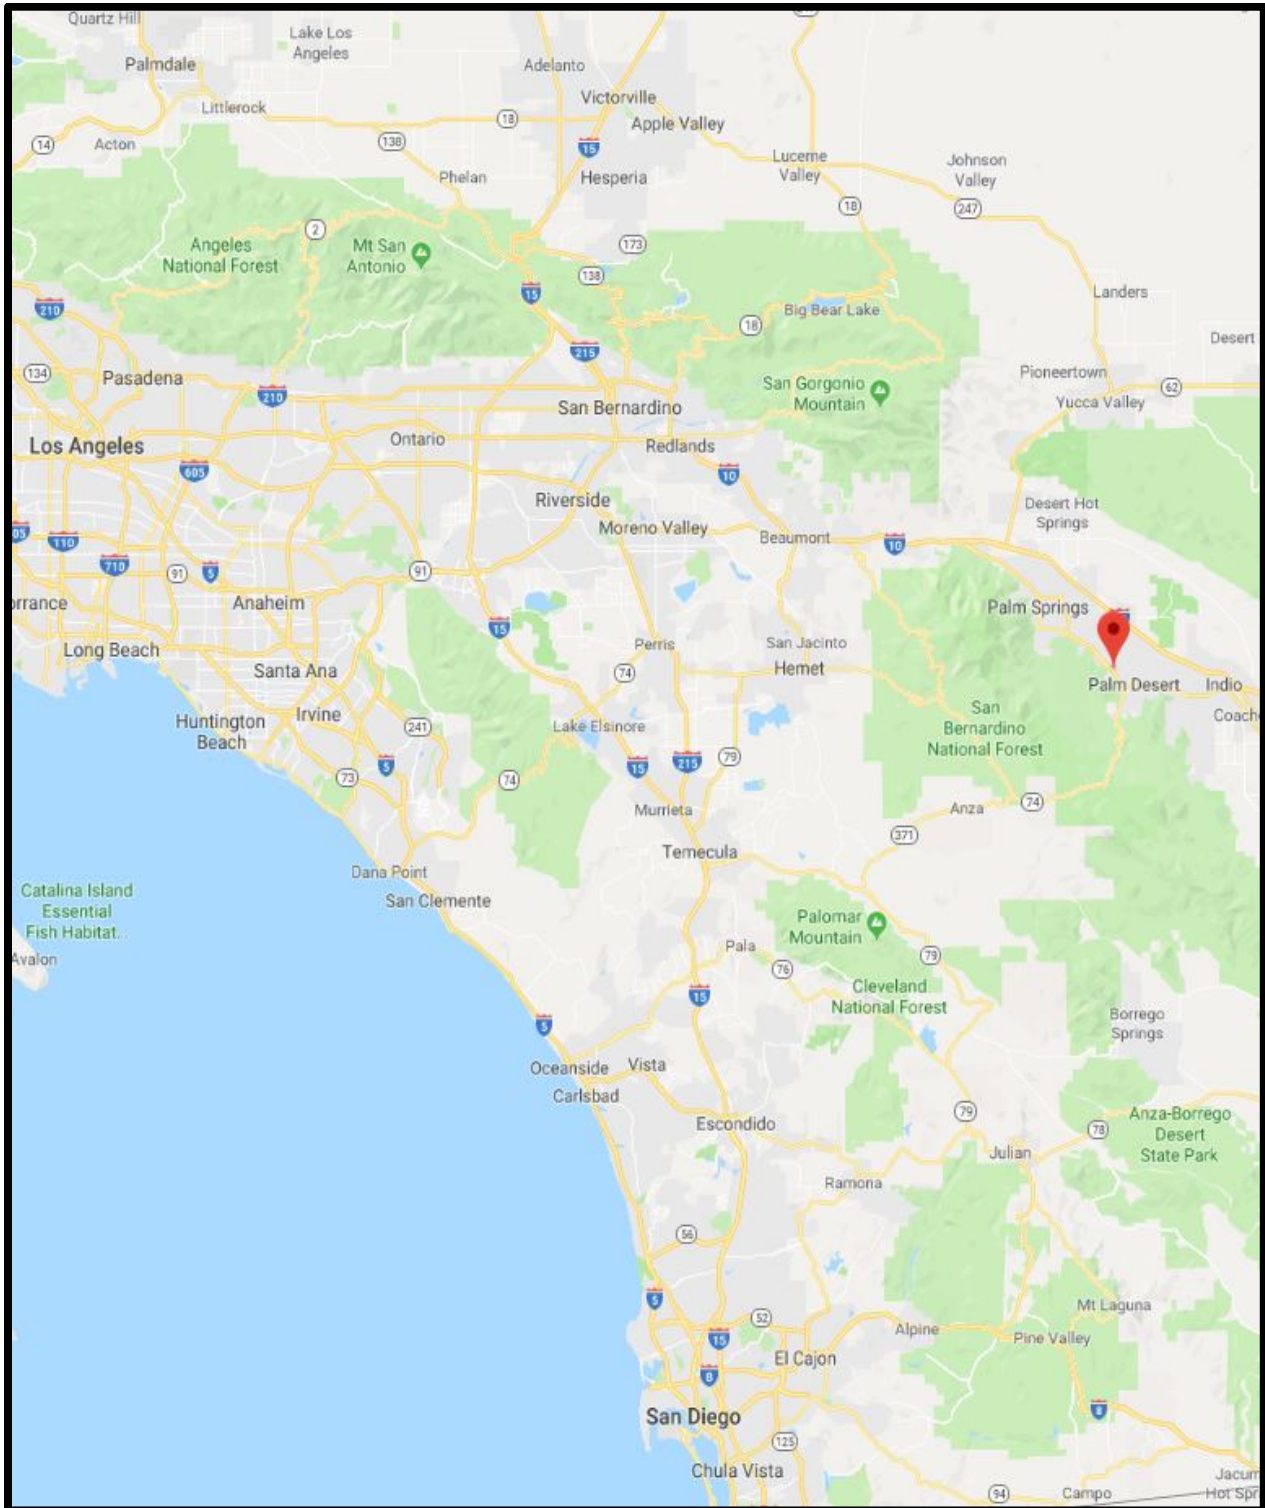 Quartz Hill
Lake Los
Angeles
Palmdale
Adelanto
Victorville
Littlerock
18
Apple Valley
14
Acton
138
15
Lucerne
Valley
Johnson
Valley
Phelan
Hesperia
18
247
2
Angeles
National Forest
Mt San
Antonio
173
138
15
Landers
210
Big Bear Lake
18
Desert
215
134
Pasadena
Pioneertown
62
210
San Gorgonio
Mountain
Yucca Valley
San Bernardino
Los Angeles
Ontario
Redlands
605
10
Riverside
Desert Hot
Springs
Moreno Valley
05
110
Beaumont
10
710
91
5
91
orrance
Anaheim
Palm Springs
15
Long Beach
Perris
San Jacinto
Santa Ana
74
Hemet
Palm Desert
Indio
Huntington
Beach
Irvine
241
Lake Elsinore
San
Bernardino
National Forest
Coach
5
73
74
15
215
79
Murrieta
Anza
74
371
Temecula
Dana Point
San Clemente
Catalina Island
Essential
Fish Habitat...
Palomar
Mountain
Avalon
Pala
76
79
15
Cleveland
National Forest
5
Borrego
Springs
Oceanside
Vista
Carlsbad
79
Escondido
78
Anza-Borrego
Desert
State Park
Julian
Ramona
56
5
Mt Laguna
52
15
Alpine
Pine Valley
El Cajon
8
8
San Diego
125
Chula Vista
94
Campo
Jacum
Hot Spr